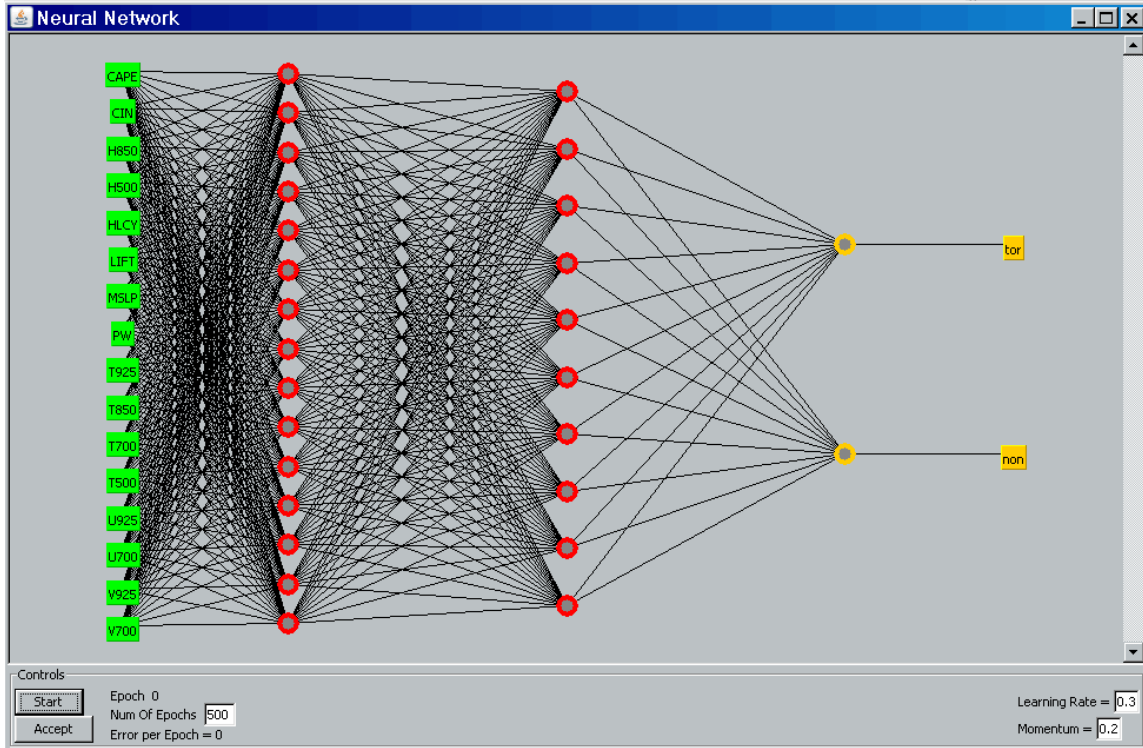 Neural Network
CAPE
CIN
H850
H500
HLCY
LIFT
MSLP
PW
T925
T850
T700
T500
U925
U700
V925
V700
tor
non
Controls
Start
Accept
Epoch 0
Num Of Epochs 500
Error per Epoch = 0
Learning Rate = 0.3
Momentum = 0.2